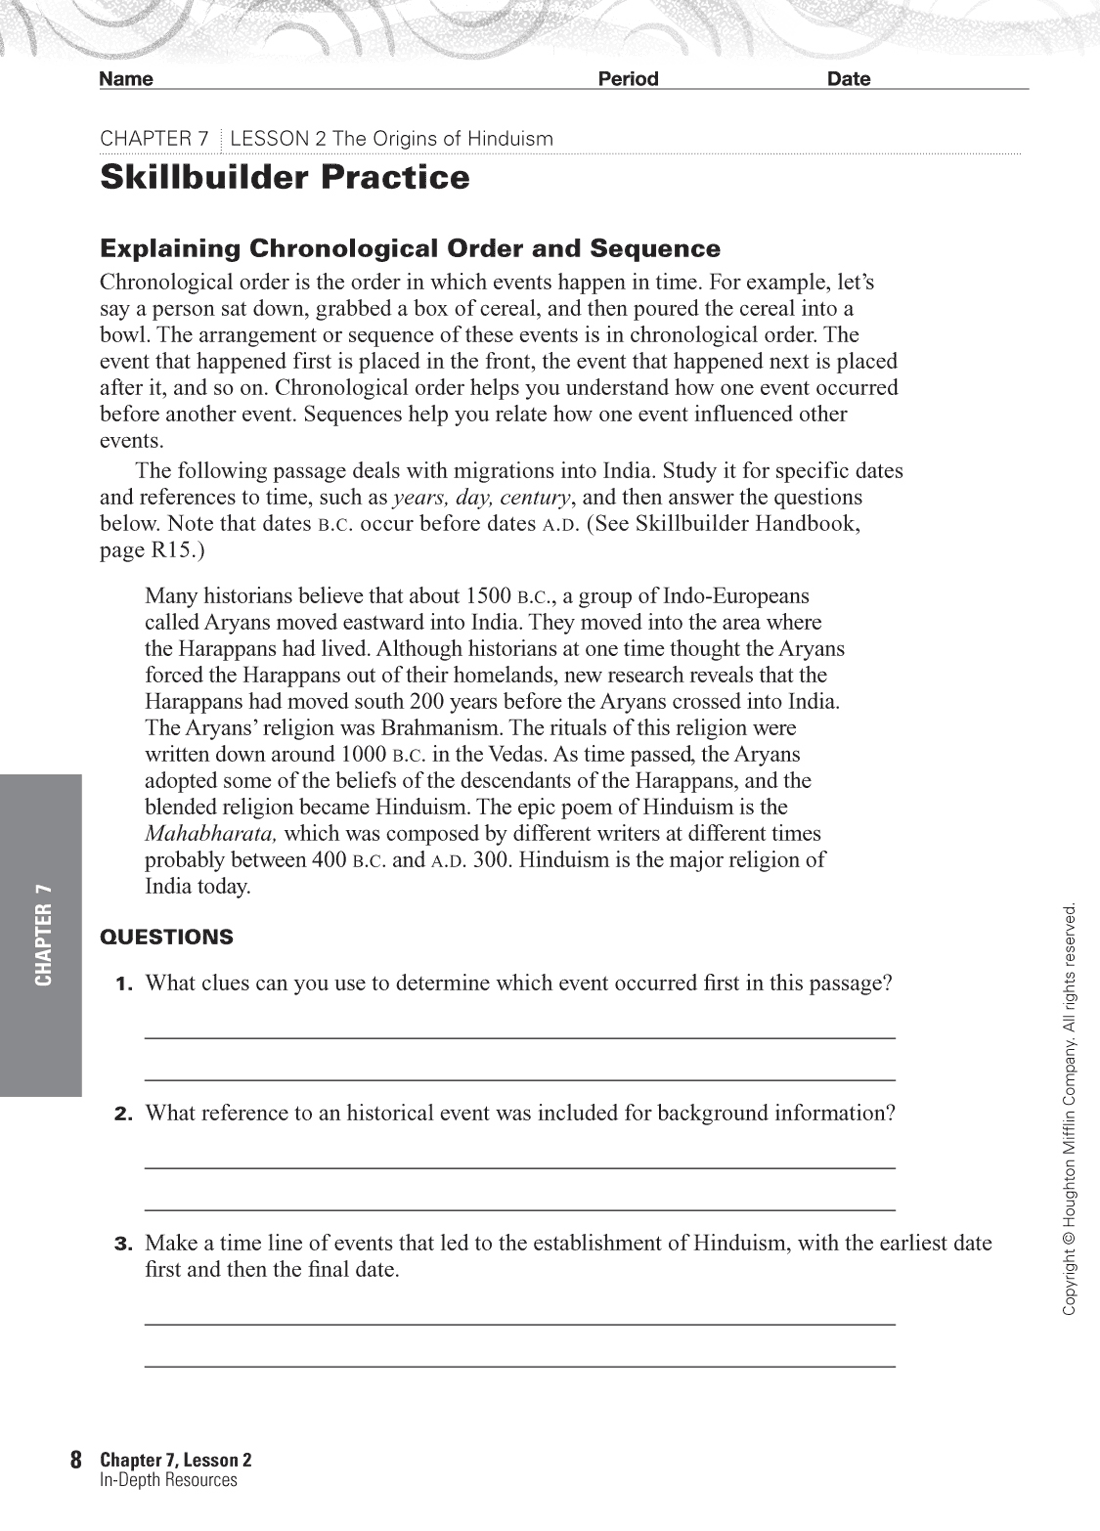 Name Period Date
CHAPTER 7 LESSON 2 The Origins of Hinduism
Skillbuilder Practice
Explaining Chronological Order and Sequence
Chronological order is the order in which events happen in time. For example, let's
say a person sat down, grabbed a box of cereal, and then poured the cereal into a
bowl. The arrangement or sequence of these events is in chronological order. The
event that happened first is placed in the front, the event that happened next is placed
after it, and so on. Chronological order helps you understand how one event occurred
before another event. Sequences help you relate how one event influenced other
events.
The following passage deals with migrations into India. Study it for specific dates
and references to time, such as years, day, century, and then answer the questions
below. Note that dates B.C. occur before dates A.D. (See Skillbuilder Handbook,
page R15.)
Many historians believe that about 1500 B.C., a group of Indo-Europeans
called Aryans moved eastward into India. They moved into the area where
the Harappans had lived. Although historians at one time thought the Aryans
forced the Harappans out of their homelands, new research reveals that the
Harappans had moved south 200 years before the Aryans crossed into India.
The Aryans' religion was Brahmanism. The rituals of this religion were
written down around 1000 B.C. in the Vedas. As time passed, the Aryans
adopted some of the beliefs of the descendants of the Harappans, and the
blended religion became Hinduism. The epic poem of Hinduism is the
Mahabharata, which was composed by different writers at different times
probably between 400 B.C. and A.D. 300. Hinduism is the major religion of
India today.
QUESTIONS
1. What clues can you use to determine which event occurred first in this passage?
2. What reference to an historical event was included for background information?
3. Make a time line of events that led to the establishment of Hinduism, with the earliest date
first and then the final date.
CHAPTER 7
Copyright © Houghton Mifflin Company. All rights reserved.
8 Chapter 7, Lesson 2
In-Depth Resources